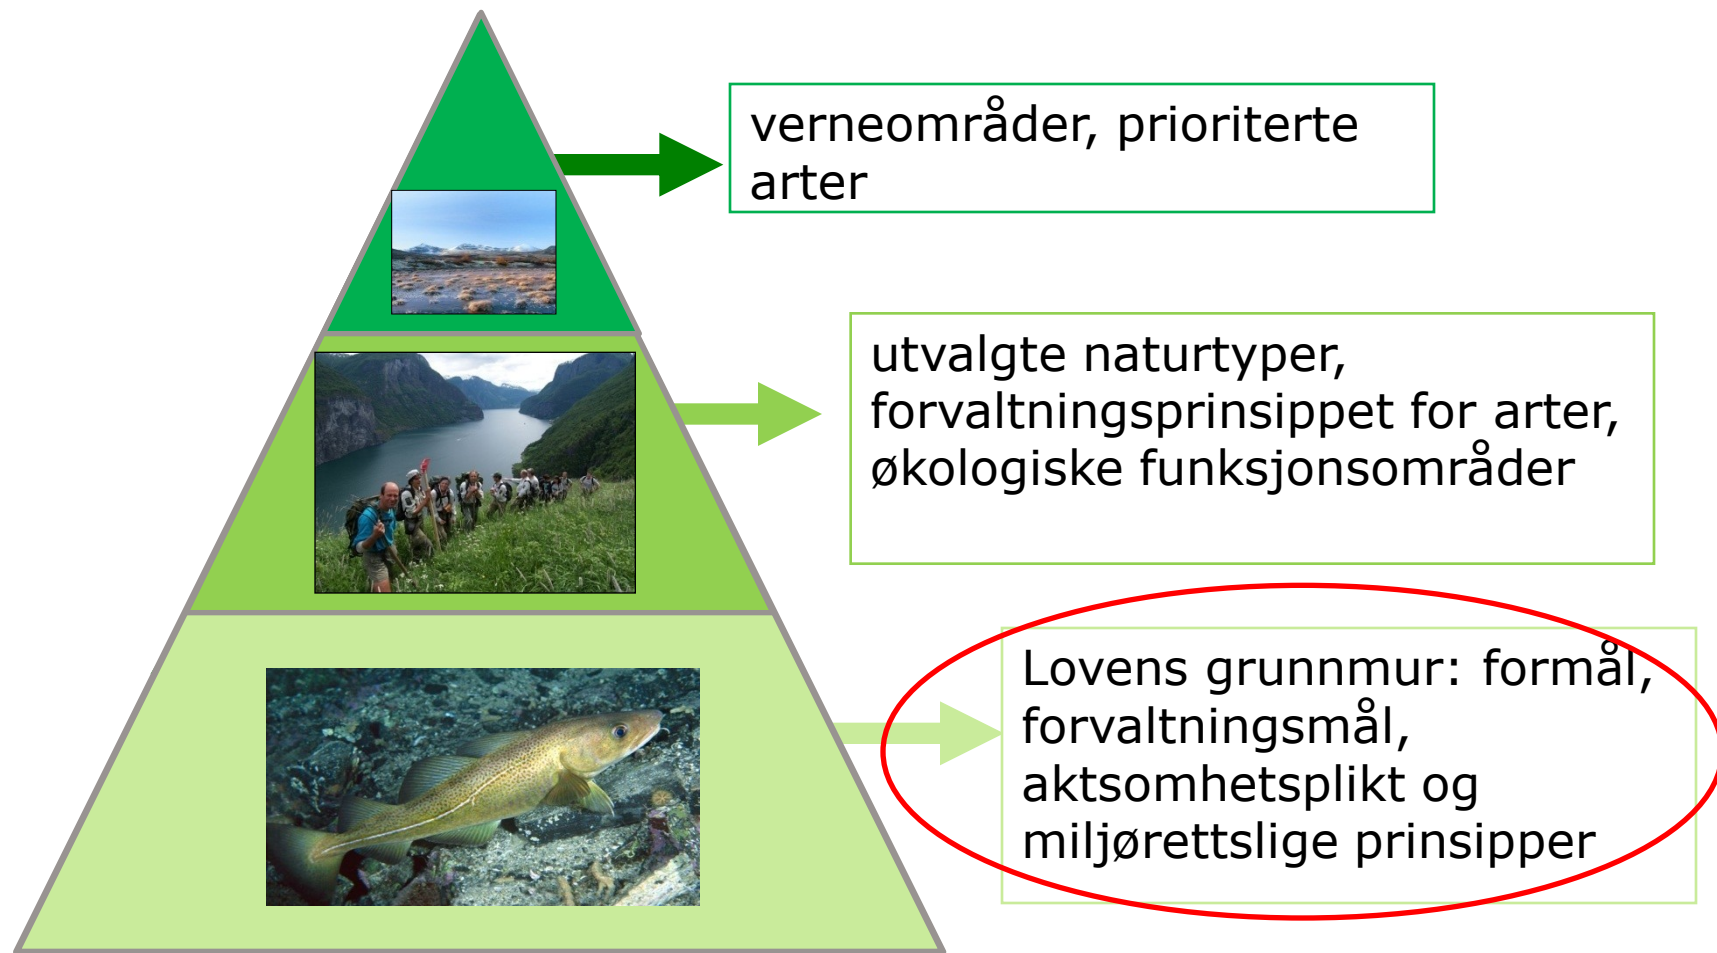 verneområder, prioriterte
arter
utvalgte naturtyper,
forvaltningsprinsippet for arter,
økologiske funksjonsområder
Lovens grunnmur: formål,
forvaltningsmål,
aktsomhetsplikt og
miljørettslige prinsipper